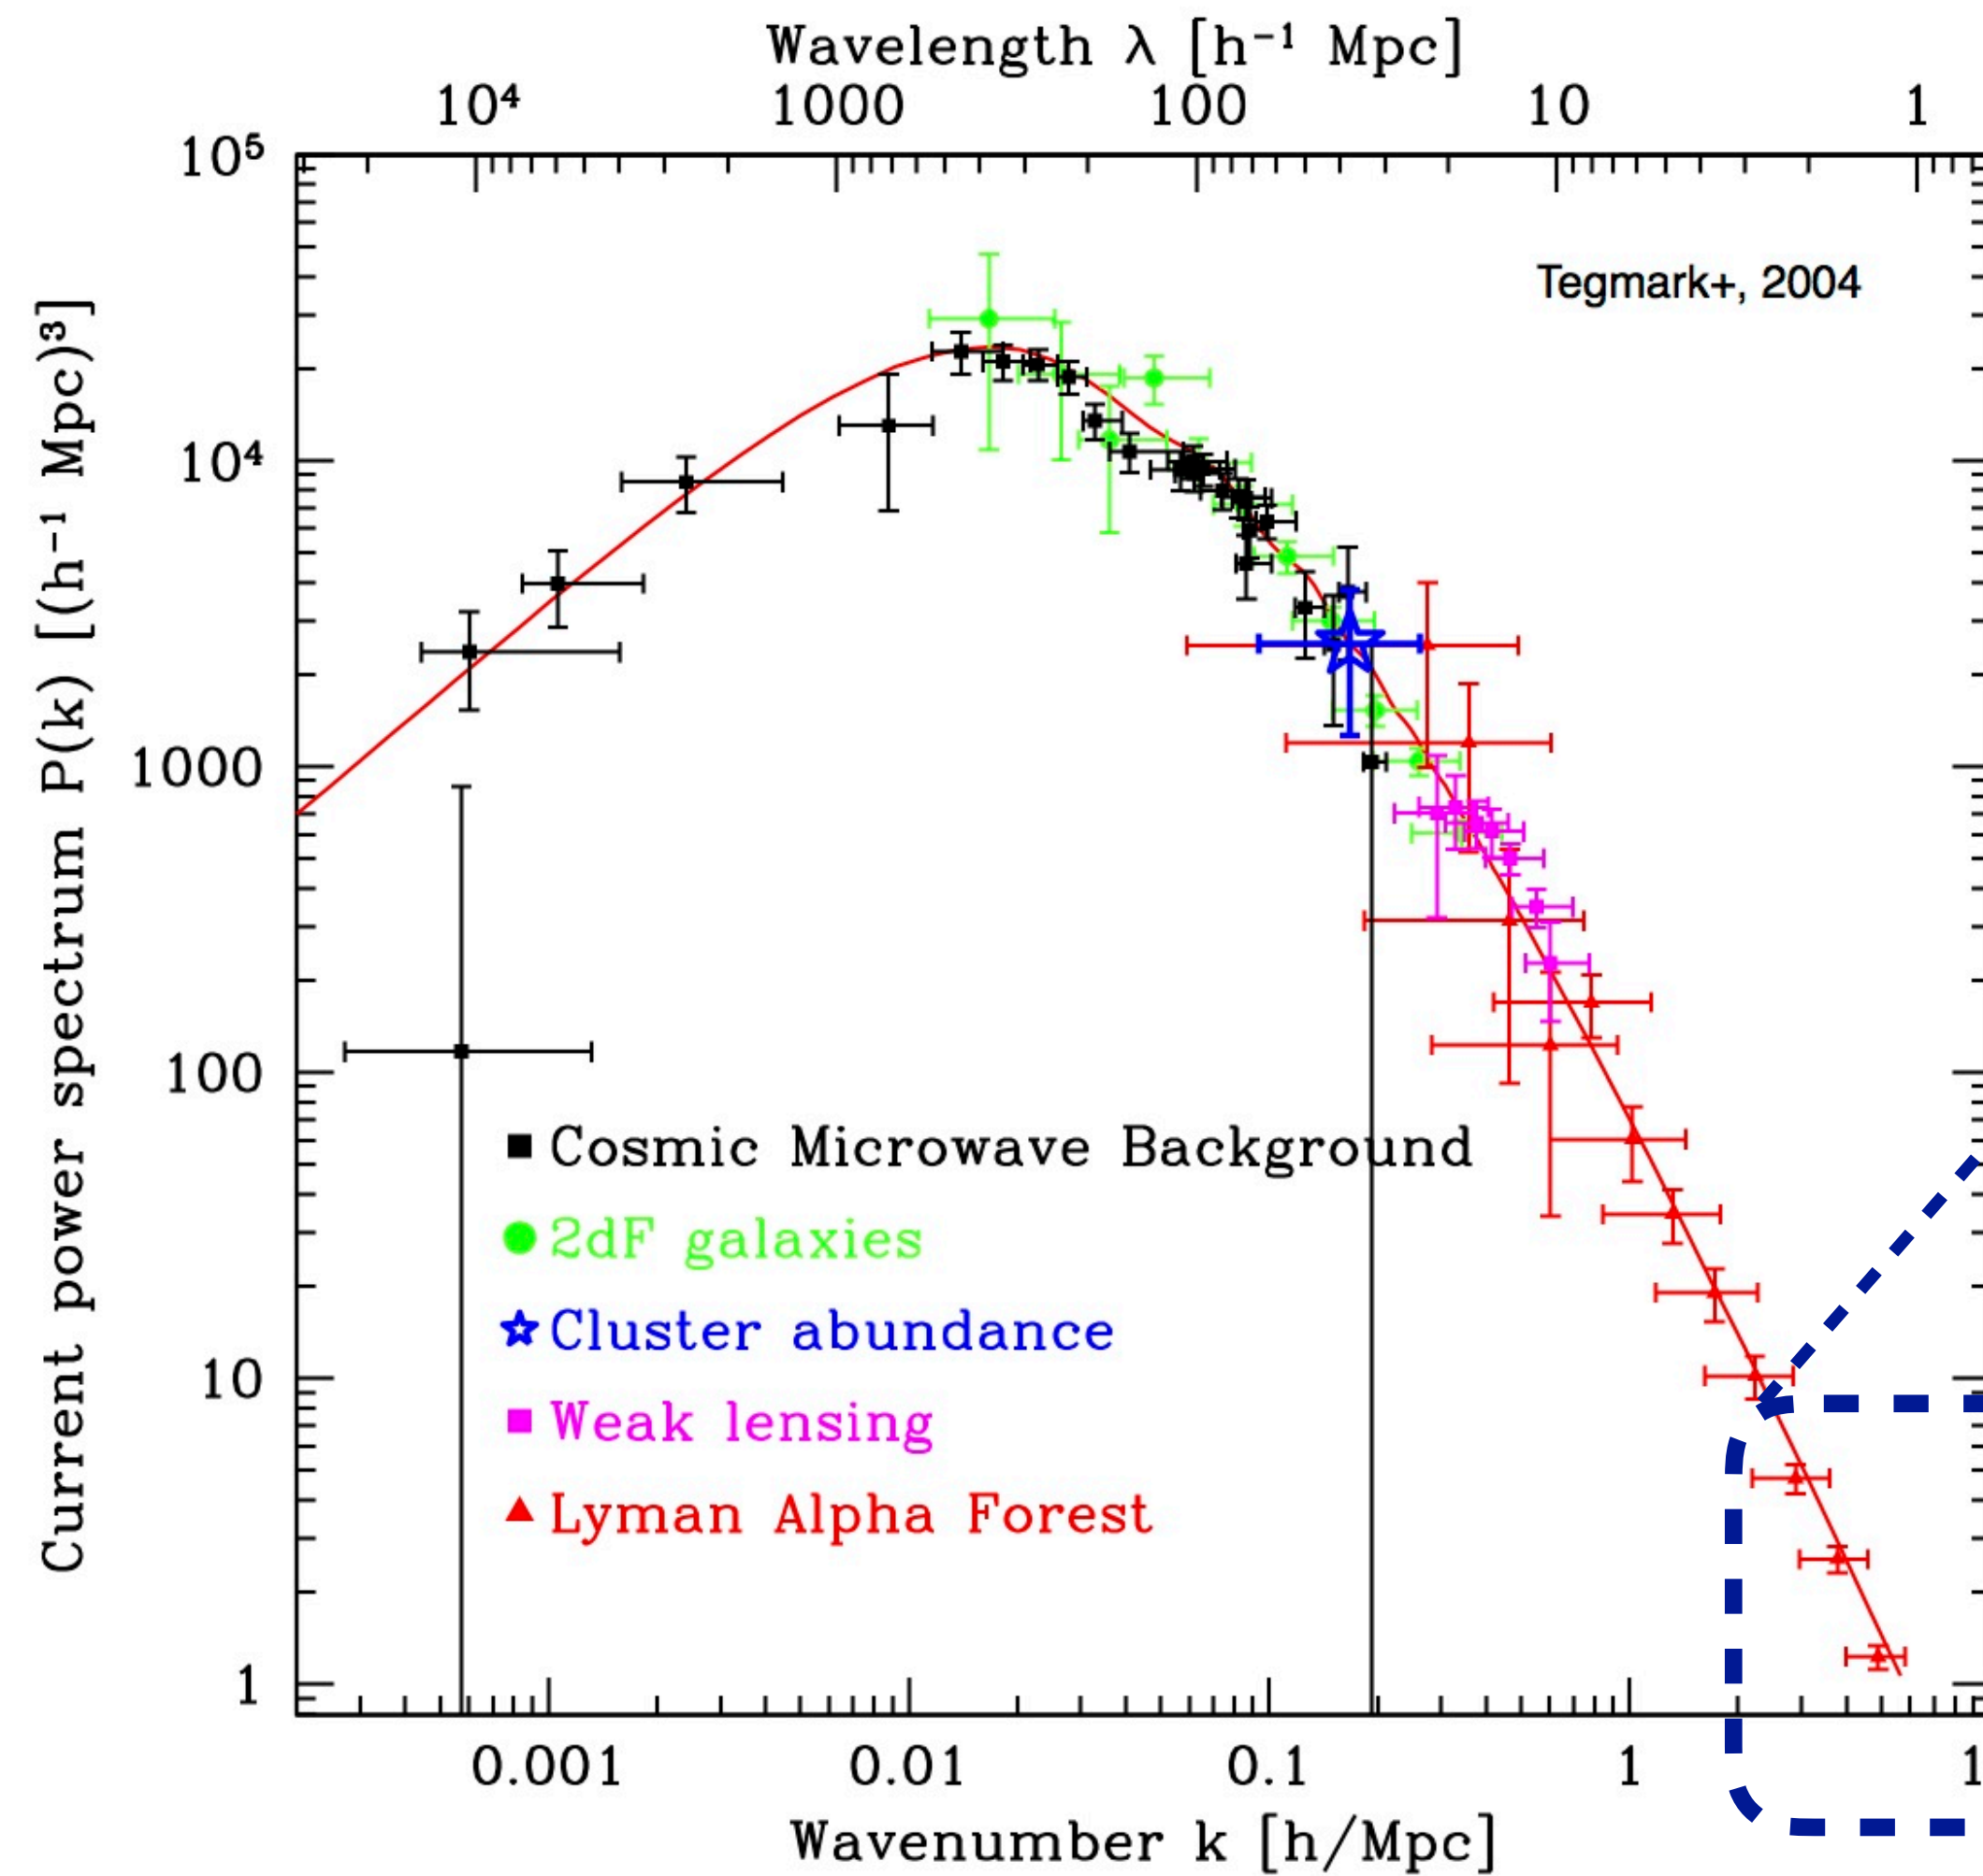 Wavelength λ [h⁻¹ Mpc]
10⁴ 1000 100 10 1
Tegmark+, 2004
Current power spectrum P(k) [(h⁻¹ Mpc)³]
10⁵
10⁴
1000
100
10
1
Cosmic Microwave Background
2dF galaxies
Cluster abundance
Weak lensing
Lyman Alpha Forest
0.001 0.01 0.1 1 1
Wavenumber k [h/Mpc]